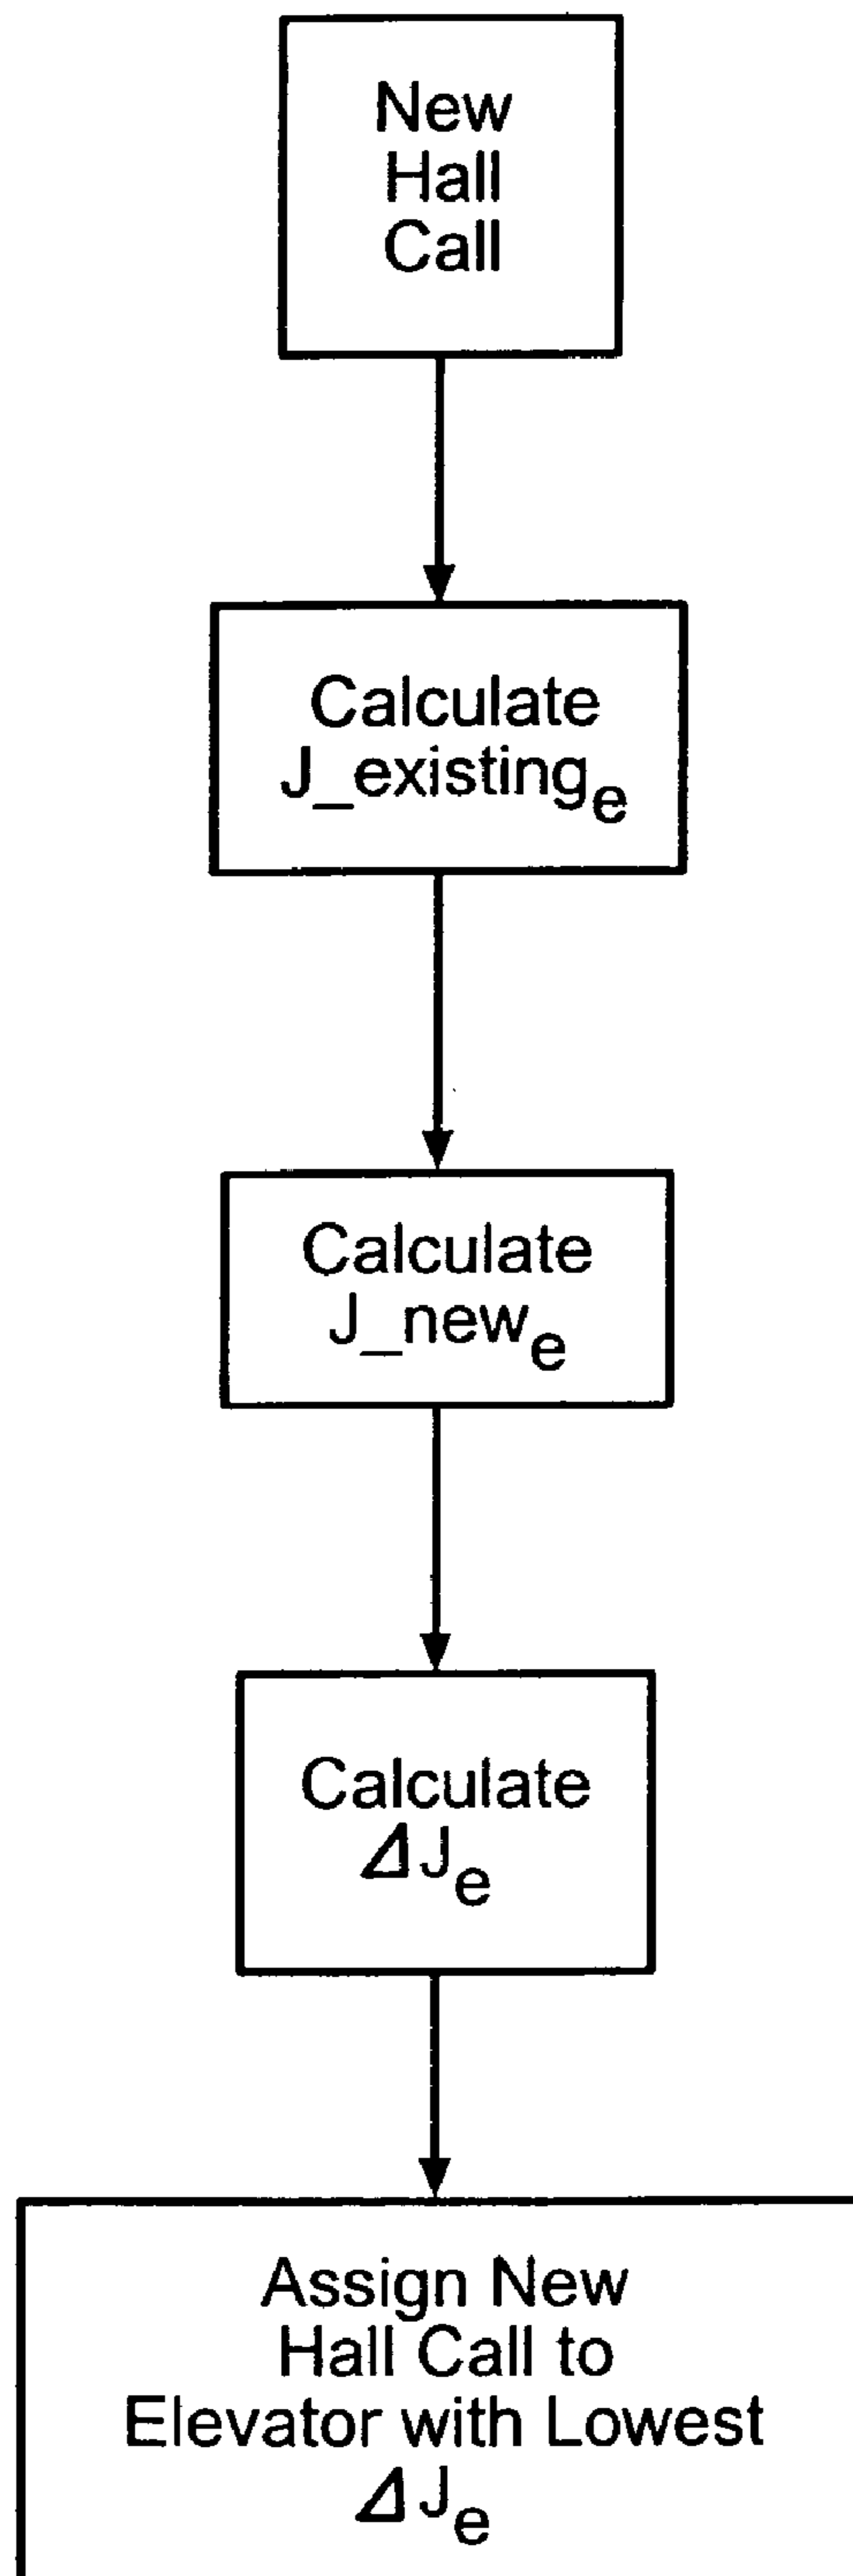 New
Hall
Call
Calculate
J_existingₑ
Calculate
J_newₑ
Calculate
ΔJₑ
Assign New
Hall Call to
Elevator with Lowest
ΔJₑ